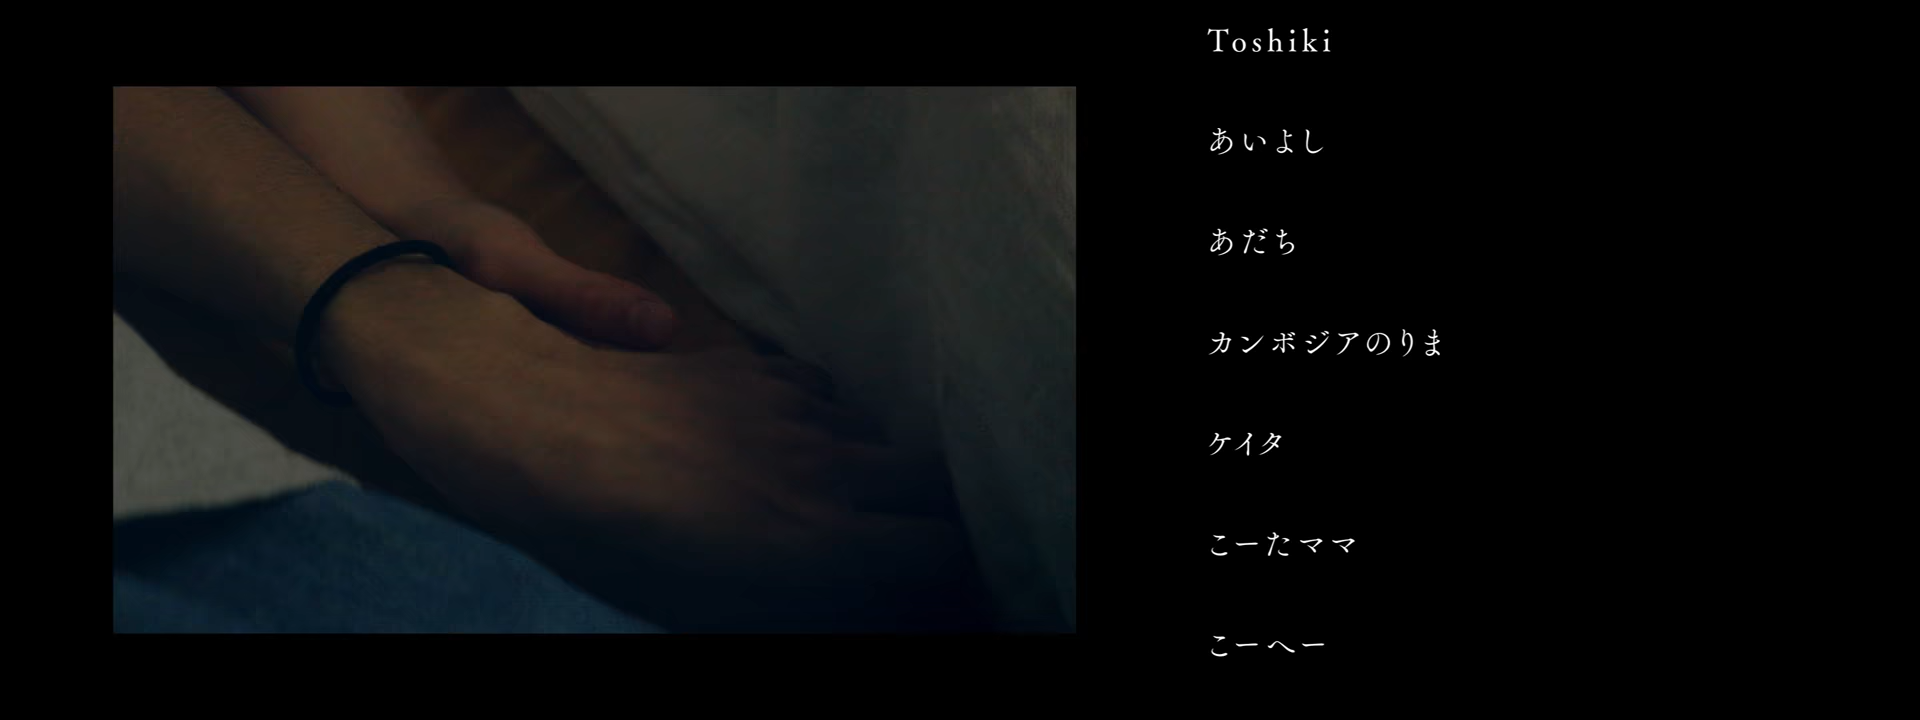 Toshiki
あいよし
あだち
カンボジアのりま
ケイタ
こーたママ
こーへー